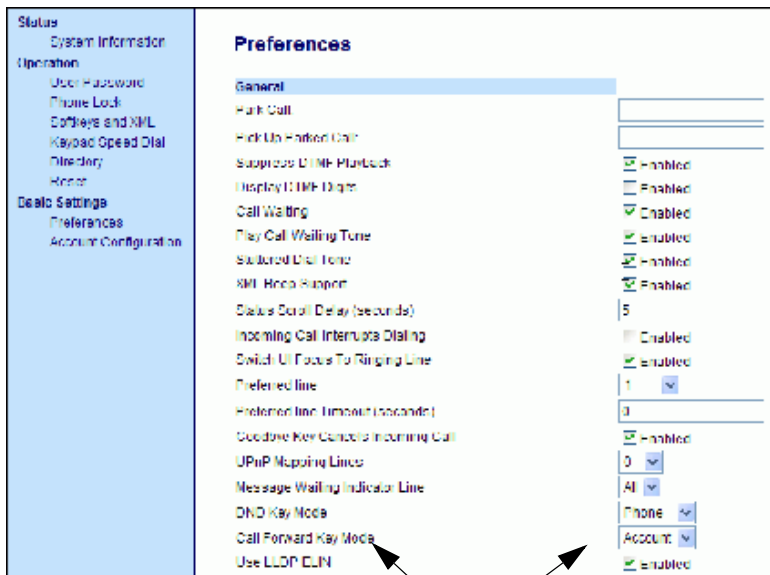 Status
System Information
Operation
User Password
Phone Lock
Softkeys and XML
Keypad Speed Dial
Directory
Reset
Basic Settings
Preferences
Account Configuration
Preferences
General
Park Call:
Pick Up Parked Call:
Suppress DTMF Playback Enabled
Display DTMF Digits Enabled
Call Waiting Enabled
Play Call Waiting Tone Enabled
Stuttered Dial Tone Enabled
XML Beep Support Enabled
Status Scroll Delay (seconds) 5
Incoming Call Interrupts Dialing Enabled
Switch UI Focus To Ringing Line Enabled
Preferred line 1
Preferred line Timeout (seconds) 0
Goodbye Key Cancels Incoming Call Enabled
UPnP Mapping Lines 0
Message Waiting Indicator Line All
DND Key Mode Phone
Call Forward Key Mode Account
Use LLDP ELIN Enabled